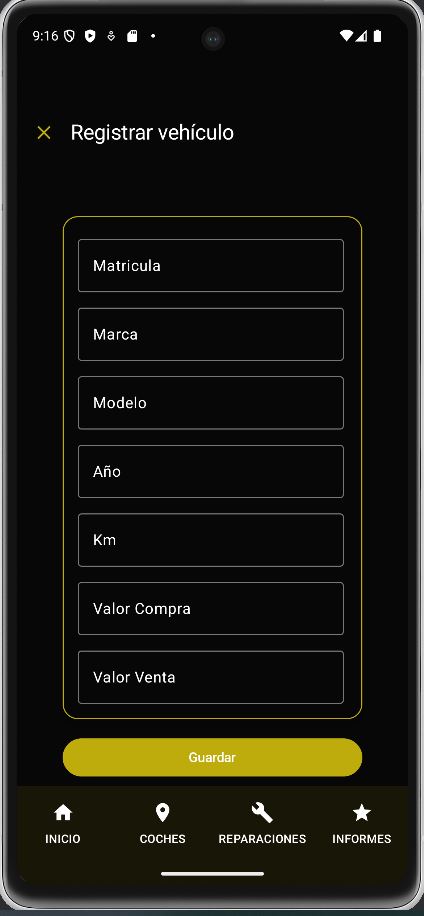 9:16
Registrar vehículo
Matricula
Marca
Modelo
Año
Km
Valor Compra
Valor Venta
Guardar
INICIO COCHES REPARACIONES INFORMES